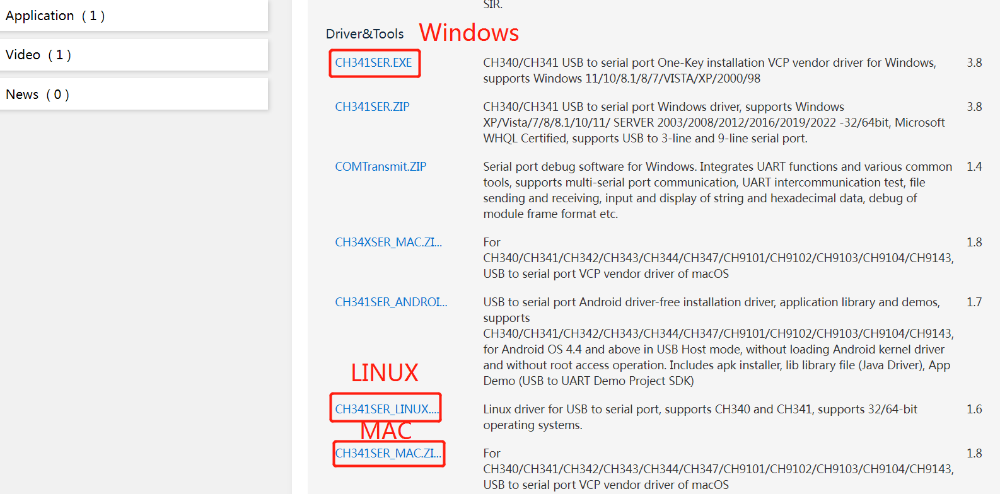 Application ( 1 )
Video ( 1 )
News ( 0 )
SIR.
Driver&Tools Windows
CH341SER.EXE CH340/CH341 USB to serial port One-Key installation VCP vendor driver for Windows, 3.8
supports Windows 11/10/8.1/8/7/VISTA/XP/2000/98
CH341SER.ZIP CH340/CH341 USB to serial port Windows driver, supports Windows 3.8
XP/Vista/7/8/8.1/10/11/ SERVER 2003/2008/2012/2016/2019/2022 -32/64bit, Microsoft
WHQL Certified, supports USB to 3-line and 9-line serial port.
COMTransmit.ZIP Serial port debug software for Windows. Integrates UART functions and various common 1.4
tools, supports multi-serial port communication, UART intercommunication test, file
sending and receiving, input and display of string and hexadecimal data, debug of
module frame format etc.
CH34XSER_MAC.ZI... For 1.8
CH340/CH341/CH342/CH343/CH344/CH347/CH9101/CH9102/CH9103/CH9104/CH9143,
USB to serial port VCP vendor driver of macOS
CH341SER_ANDROI... USB to serial port Android driver-free installation driver, application library and demos, 1.7
supports
CH340/CH341/CH342/CH343/CH344/CH347/CH9101/CH9102/CH9103/CH9104/CH9143,
for Android OS 4.4 and above in USB Host mode, without loading Android kernel driver
and without root access operation. Includes apk installer, lib library file (Java Driver), App
Demo (USB to UART Demo Project SDK)
LINUX
CH341SER_LINUX.... Linux driver for USB to serial port, supports CH340 and CH341, supports 32/64-bit 1.6
operating systems.
MAC
CH341SER_MAC.ZI... For 1.8
CH340/CH341/CH342/CH343/CH344/CH347/CH9101/CH9102/CH9103/CH9104/CH9143,
USB to serial port VCP vendor driver of macOS